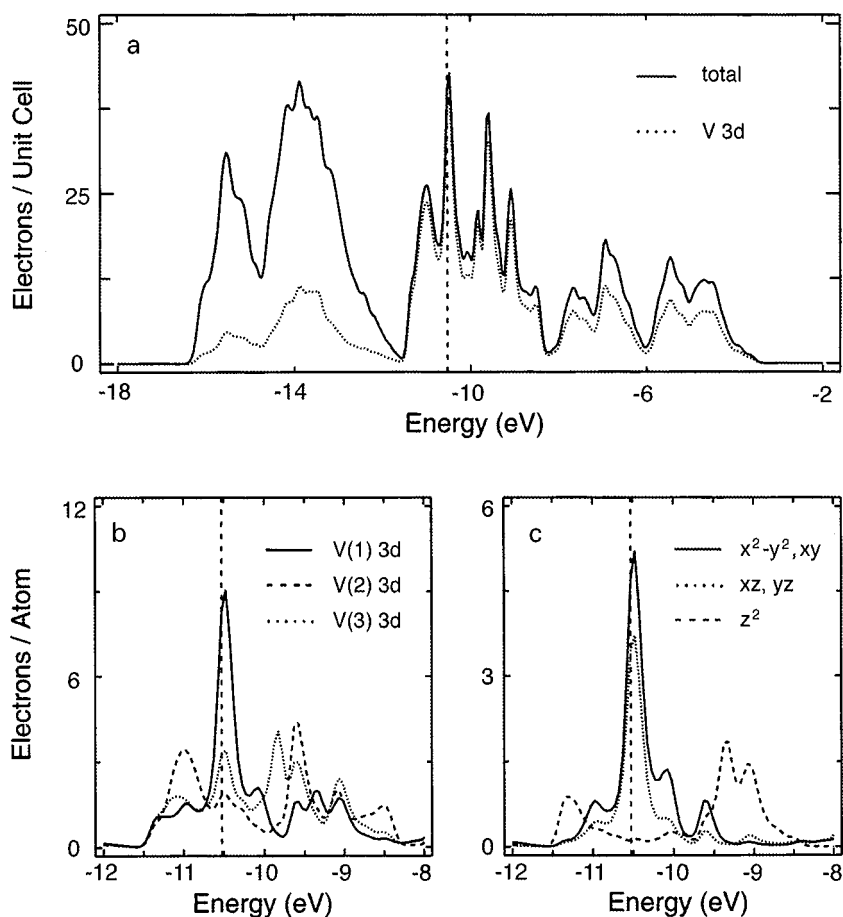 50
a
total
V 3d
Electrons / Unit Cell
25
0
-18
-14
-10
-6
-2
Energy (eV)
12
b
V(1) 3d
V(2) 3d
V(3) 3d
Electrons / Atom
6
0
-12
-11
-10
-9
-8
Energy (eV)
6
c
x²-y², xy
xz, yz
z²
3
0
-12
-11
-10
-9
-8
Energy (eV)